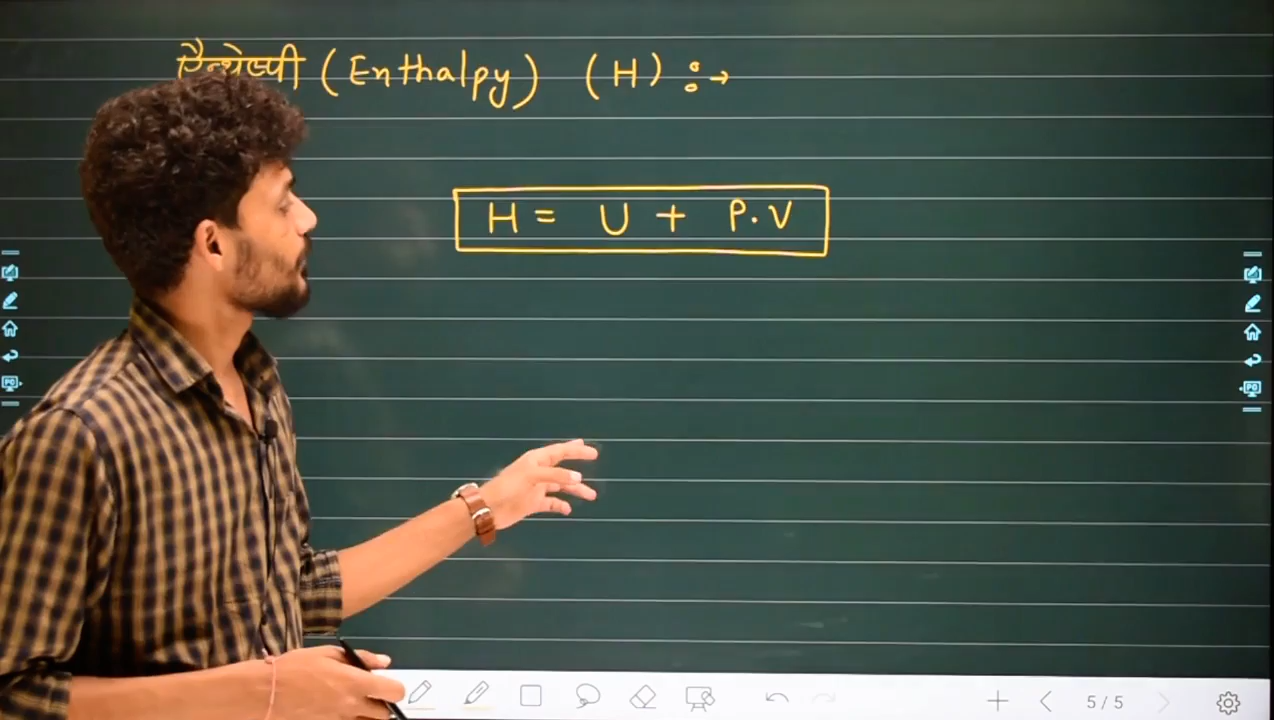 ऐन्थेल्पी (Enthalpy) (H) :→
H = U + P.V
5/5